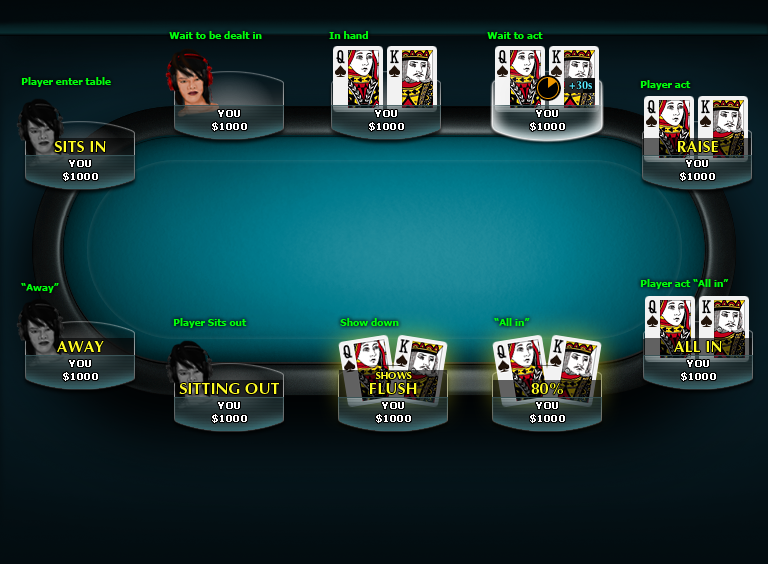 Wait to be dealt in
In hand
Wait to act
Player enter table
Player act
Q K
Q K
+30s
Q K
SITS IN
YOU
$1000
YOU
$1000
YOU
$1000
YOU
$1000
RAISE
YOU
$1000
“Away”
Player Sits out
Show down
“All in”
Player act “All in”
AWAY
YOU
$1000
SITTING OUT
YOU
$1000
Q K
SHOWS
FLUSH
YOU
$1000
Q K
80%
YOU
$1000
Q K
ALL IN
YOU
$1000